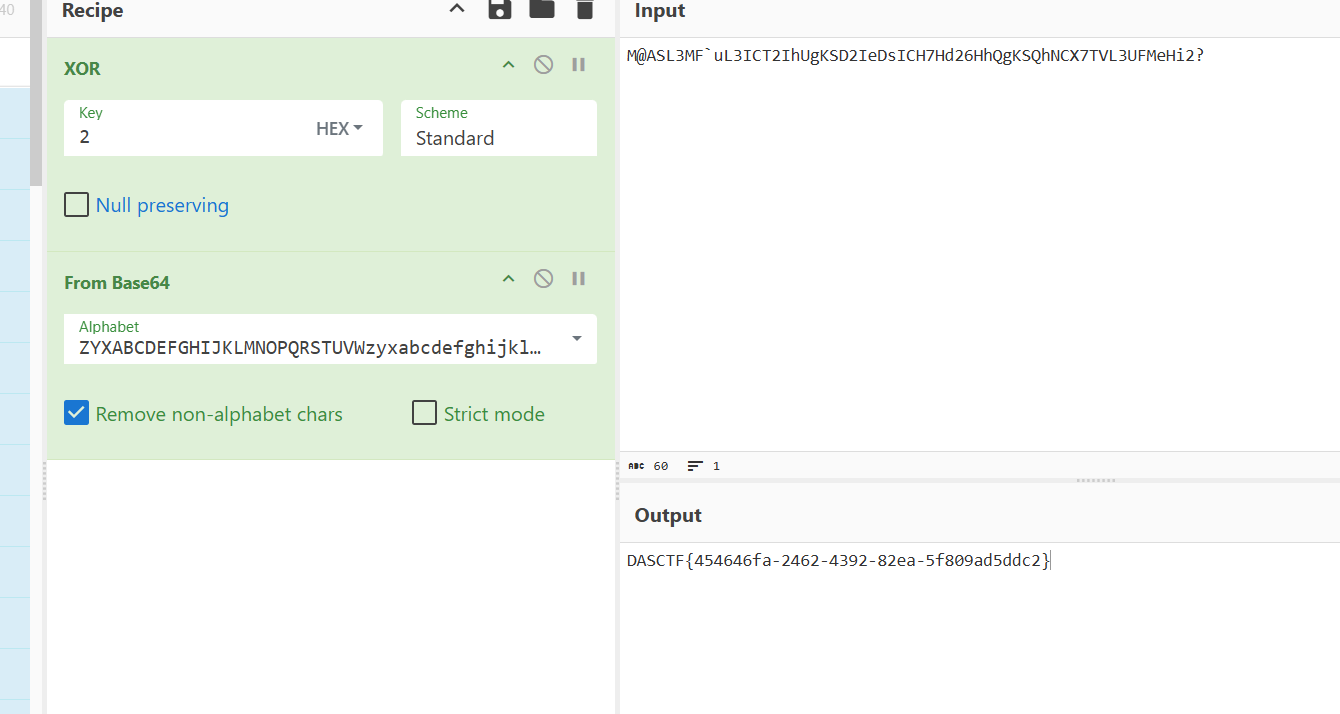 40
Recipe
XOR
Key
2
HEX
Scheme
Standard
Null preserving
From Base64
Alphabet
ZYXABCDEFGHIJKLMNOPQRSTUVWzyxabcdefghijkl…
Remove non-alphabet chars
Strict mode
Input
M@ASL3MF`uL3ICT2IhUgKSD2IeDsICH7Hd26HhQgKSQhNCX7TVL3UFMeHi2?
ABC 60 1
Output
DASCTF{454646fa-2462-4392-82ea-5f809ad5ddc2}